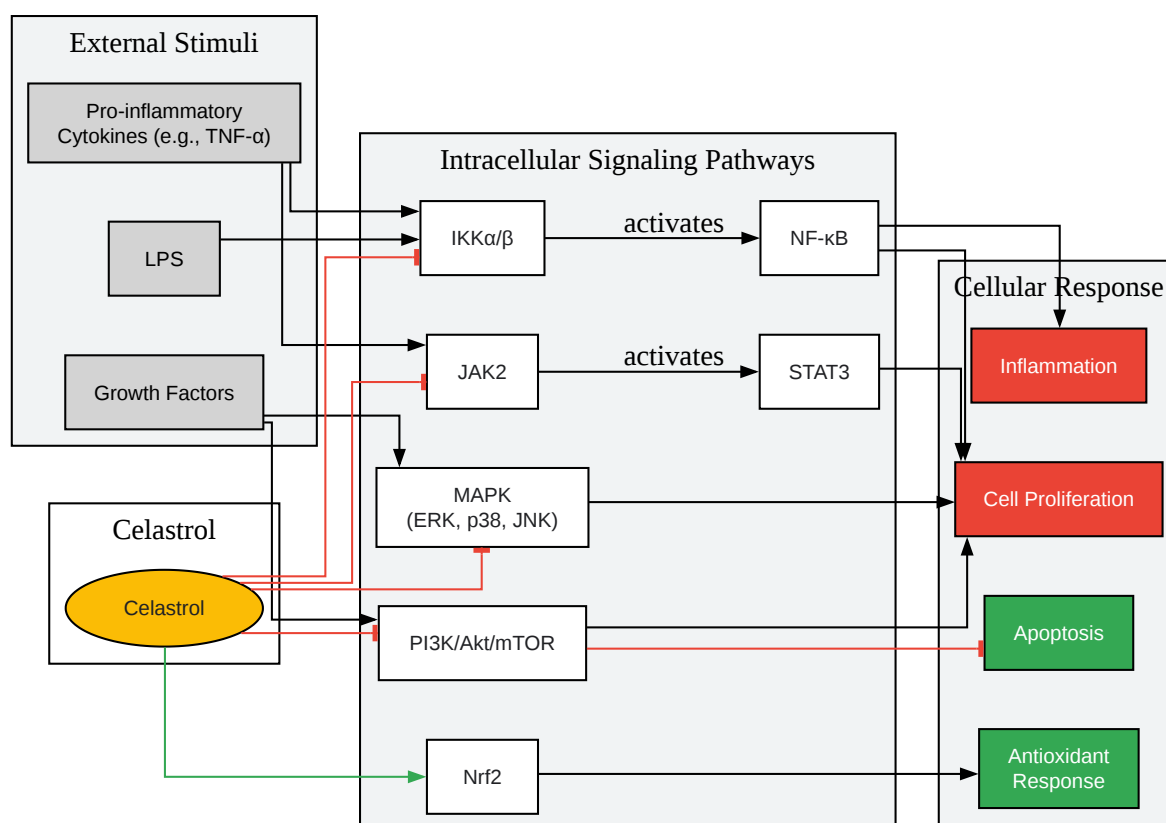 External Stimuli
Pro-inflammatory
Cytokines (e.g., TNF-α)
LPS
Growth Factors
Celastrol
Celastrol
Intracellular Signaling Pathways
IKKα/β
activates
NF-κB
JAK2
activates
STAT3
MAPK
(ERK, p38, JNK)
PI3K/Akt/mTOR
Nrf2
Cellular Response
Inflammation
Cell Proliferation
Apoptosis
Antioxidant
Response